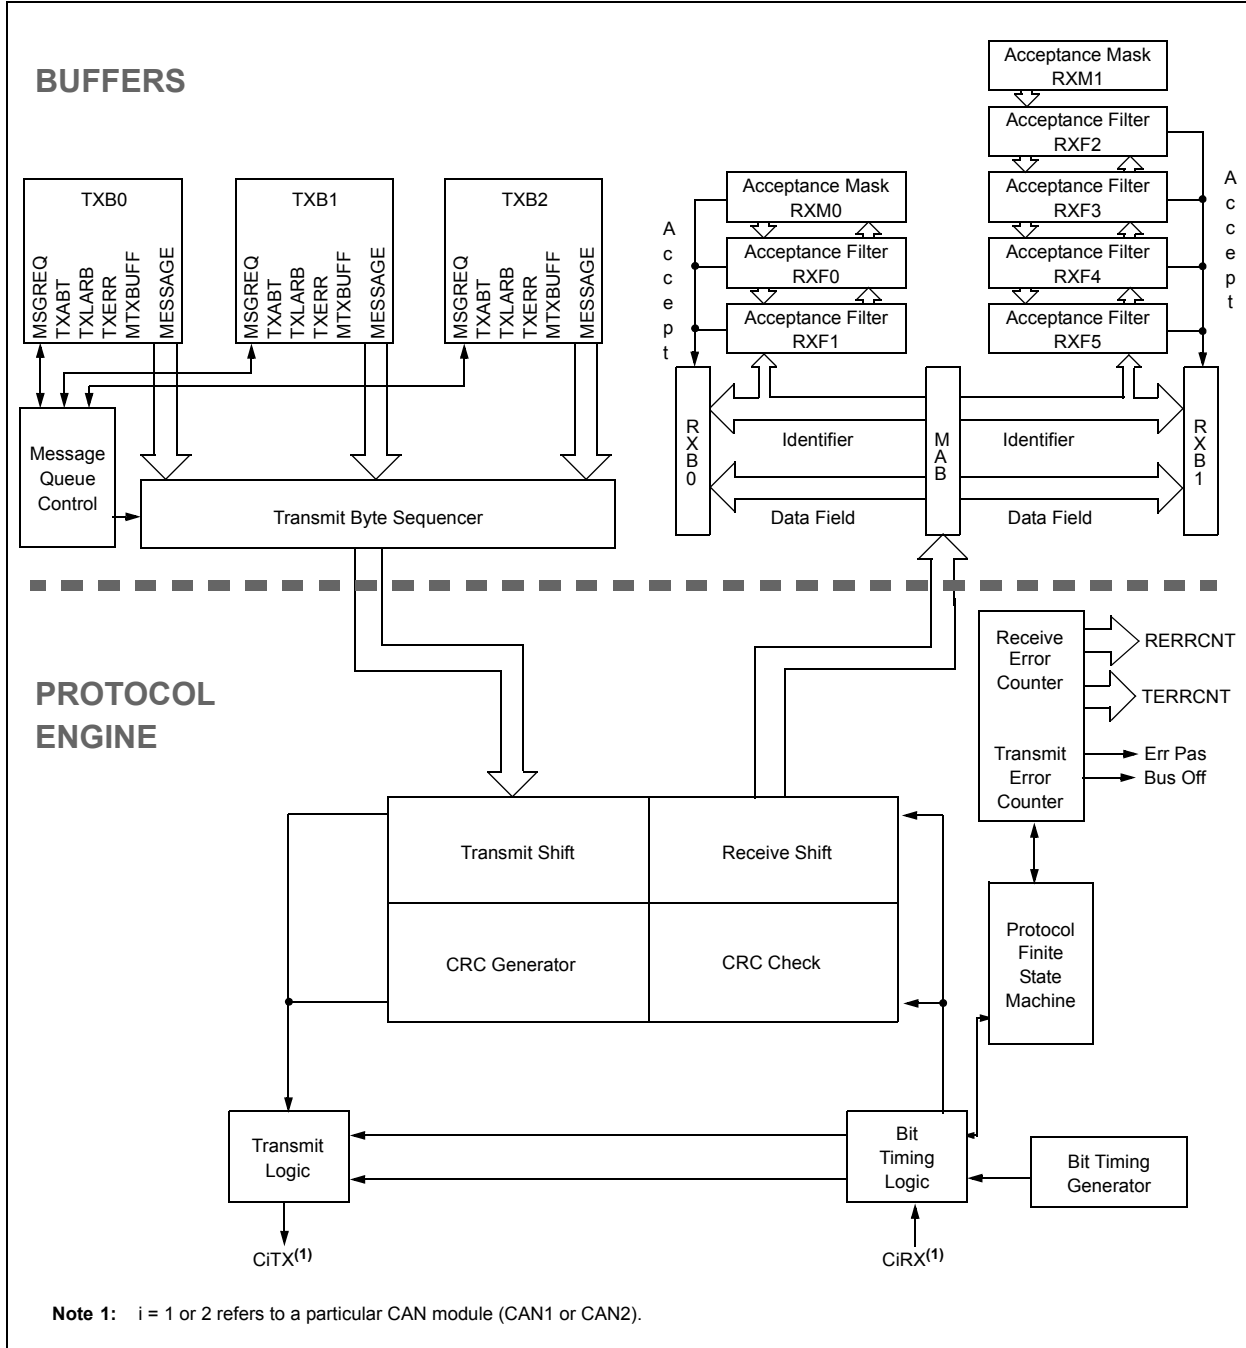 BUFFERS
Acceptance Mask
RXM1
Acceptance Filter
RXF2
Acceptance Filter
RXF3
Acceptance Filter
RXF4
Acceptance Filter
RXF5
Accept
Acceptance Mask
RXM0
Acceptance Filter
RXF0
Acceptance Filter
RXF1
Accept
TXB0
MSGREQ
TXABT
TXLARB
TXERR
MTXBUFF
MESSAGE
TXB1
MSGREQ
TXABT
TXLARB
TXERR
MTXBUFF
MESSAGE
TXB2
MSGREQ
TXABT
TXLARB
TXERR
MTXBUFF
MESSAGE
Message
Queue
Control
Transmit Byte Sequencer
RXB0
Identifier
Data Field
MAB
Identifier
Data Field
RXB1
PROTOCOL
ENGINE
Receive
Error
Counter
Transmit
Error
Counter
RERRCNT
TERRCNT
Err Pas
Bus Off
Transmit Shift
Receive Shift
CRC Generator
CRC Check
Protocol
Finite
State
Machine
Transmit
Logic
Bit
Timing
Logic
Bit Timing
Generator
CiTX(1)
CiRX(1)
Note 1: i = 1 or 2 refers to a particular CAN module (CAN1 or CAN2).